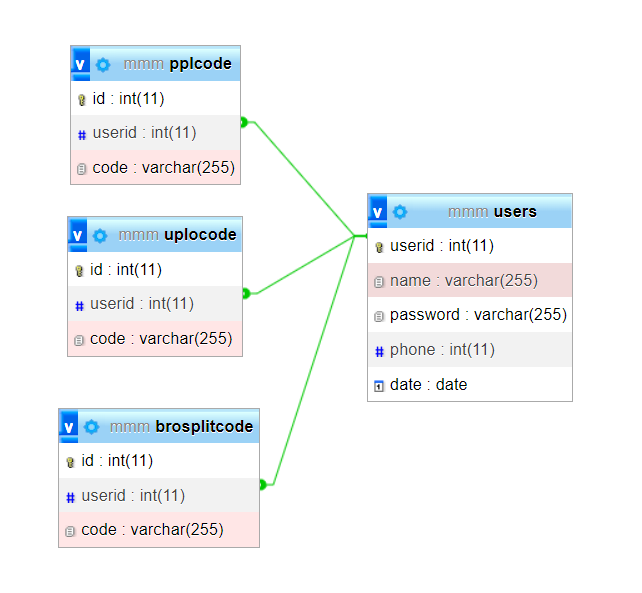 v mmm pplcode
id : int(11)
# userid : int(11)
code : varchar(255)
v mmm uplocode
id : int(11)
# userid : int(11)
code : varchar(255)
v mmm brosplitcode
id : int(11)
# userid : int(11)
code : varchar(255)
v mmm users
userid : int(11)
name : varchar(255)
password : varchar(255)
# phone : int(11)
date : date